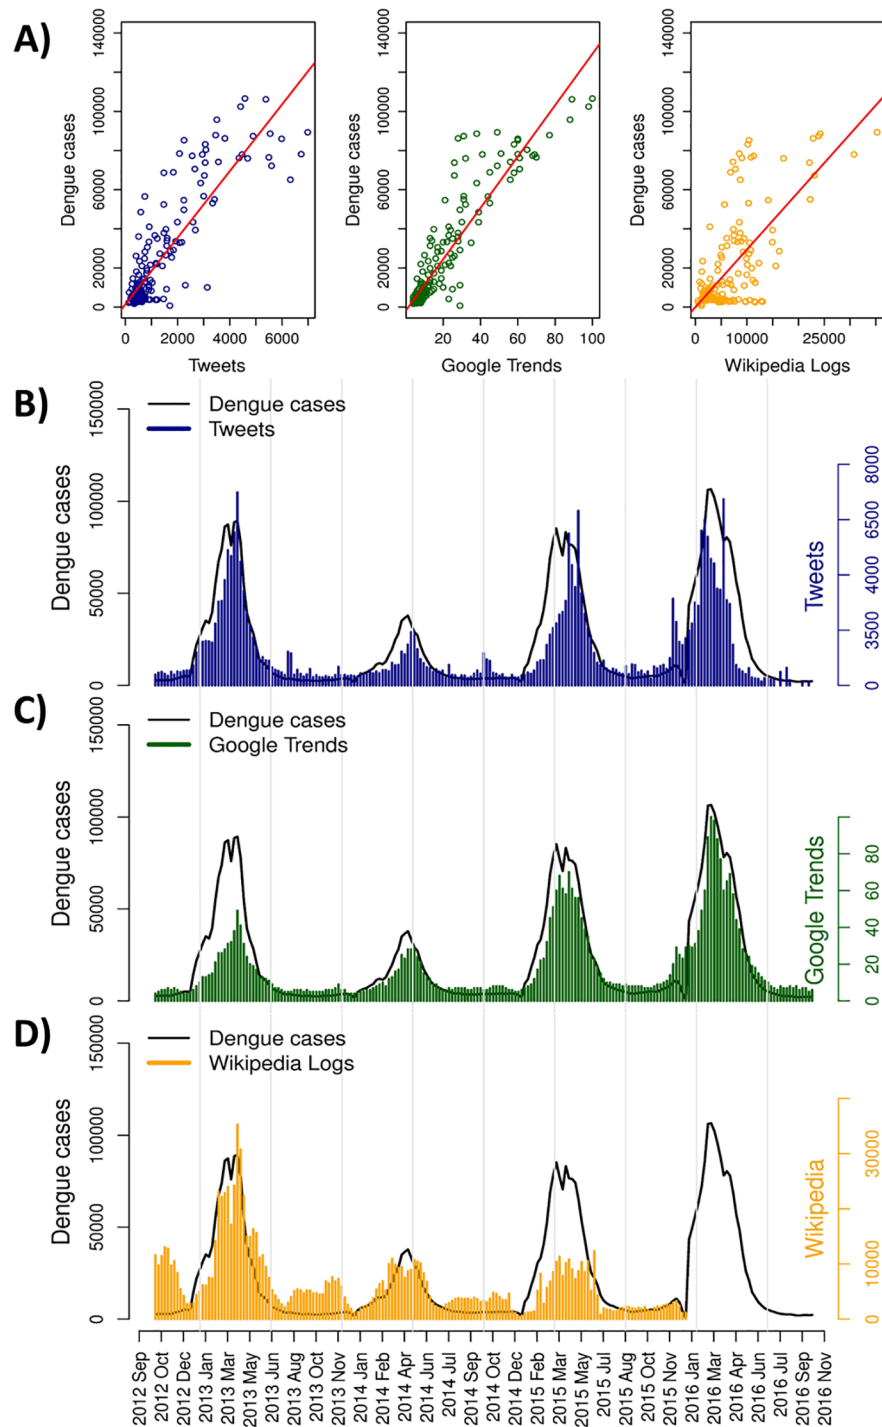 A)
Dengue cases
0 20000 60000 100000 140000
0 2000 4000 6000
Tweets
Dengue cases
0 20000 60000 100000 140000
20 40 60 80 100
Google Trends
Dengue cases
0 20000 60000 100000 140000
0 10000 25000
Wikipedia Logs
B)
Dengue cases
Tweets
Dengue cases
0 50000 100000 150000
Tweets
0 3500 4000 6500 8000
C)
Dengue cases
Google Trends
Dengue cases
0 50000 100000 150000
Google Trends
0 20 40 60 80
D)
Dengue cases
Wikipedia Logs
Dengue cases
0 50000 100000 150000
Wikipedia
0 10000 30000
2012 Sep
2012 Oct
2012 Dec
2013 Jan
2013 Mar
2013 May
2013 Jun
2013 Aug
2013 Oct
2013 Nov
2014 Jan
2014 Feb
2014 Apr
2014 Jun
2014 Jul
2014 Sep
2014 Oct
2014 Dec
2015 Feb
2015 Mar
2015 May
2015 Jul
2015 Aug
2015 Oct
2015 Nov
2016 Jan
2016 Mar
2016 Apr
2016 Jun
2016 Jul
2016 Sep
2016 Nov